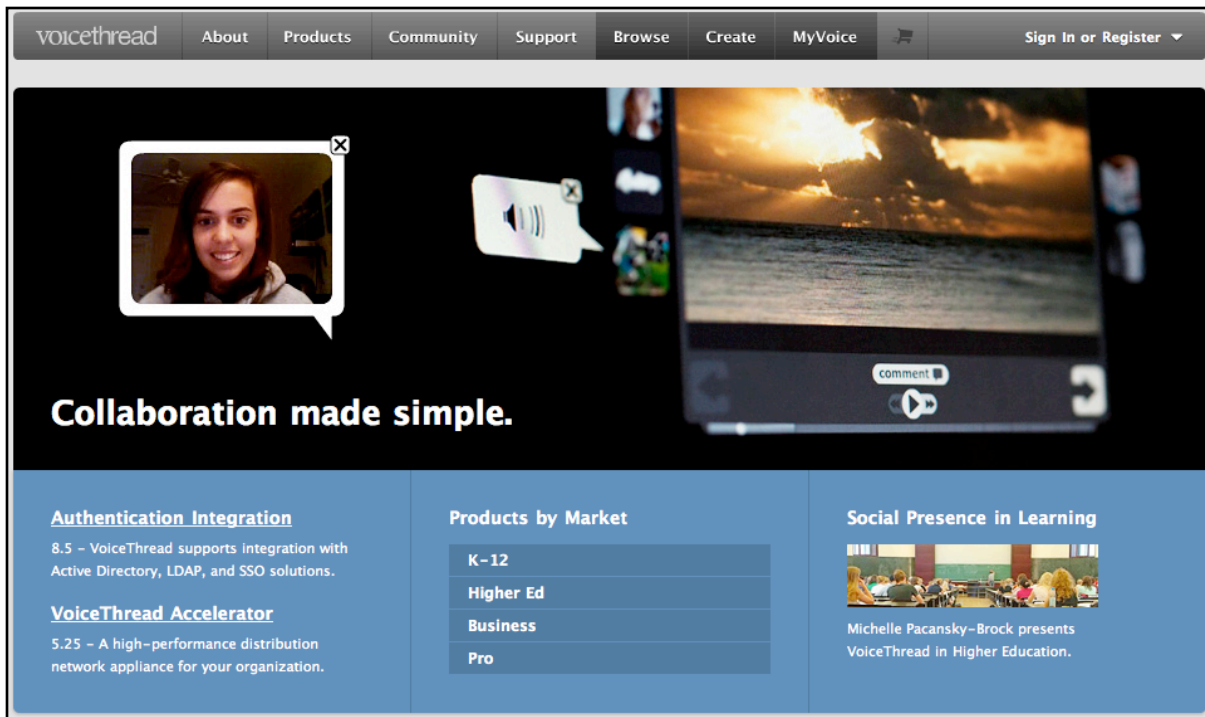 voicethread About Products Community Support Browse Create MyVoice Sign In or Register
comment
Collaboration made simple.
Authentication Integration
8.5 – VoiceThread supports integration with
Active Directory, LDAP, and SSO solutions.
VoiceThread Accelerator
5.25 – A high-performance distribution
network appliance for your organization.
Products by Market
K-12
Higher Ed
Business
Pro
Social Presence in Learning
Michelle Pacansky-Brock presents
VoiceThread in Higher Education.